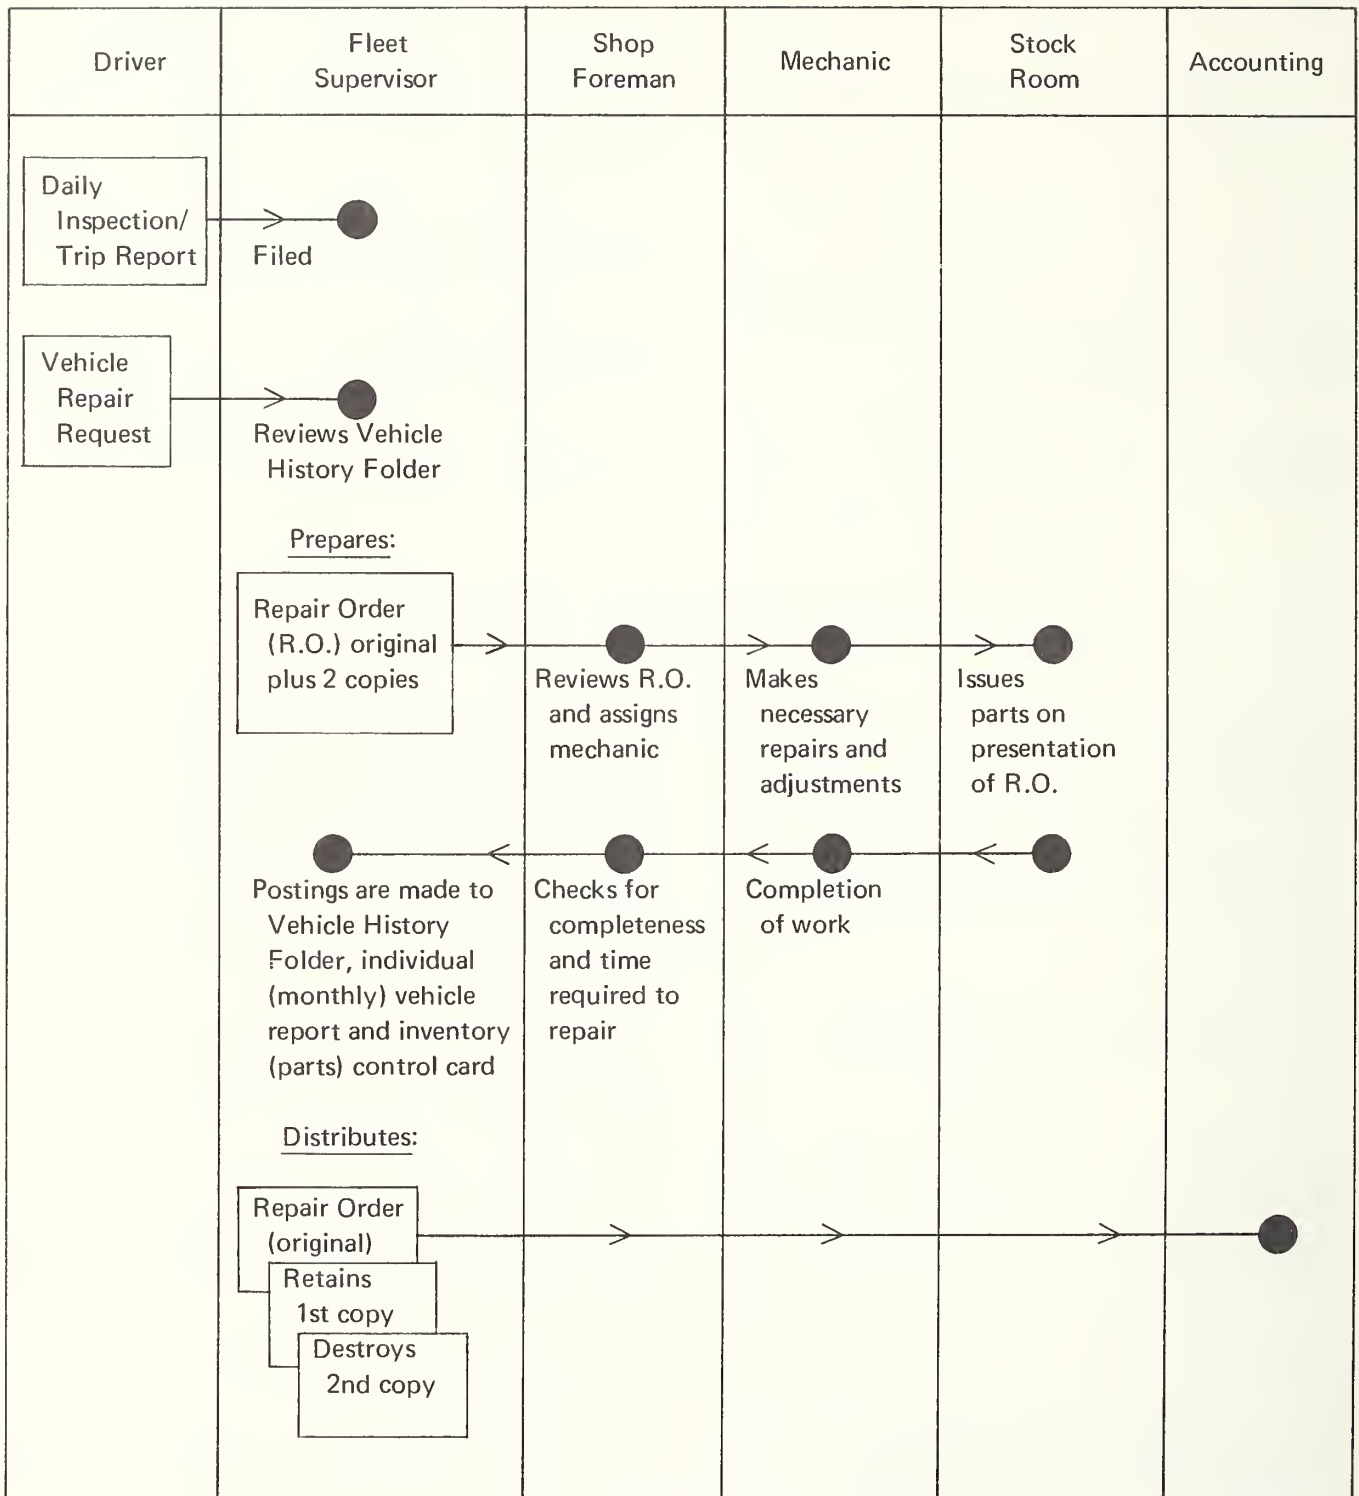 Driver
Fleet
Supervisor
Shop
Foreman
Mechanic
Stock
Room
Accounting
Daily
Inspection/
Trip Report
Filed
Vehicle
Repair
Request
Reviews Vehicle
History Folder
Prepares:
Repair Order
(R.O.) original
plus 2 copies
Reviews R.O.
and assigns
mechanic
Makes
necessary
repairs and
adjustments
Issues
parts on
presentation
of R.O.
Postings are made to
Vehicle History
Folder, individual
(monthly) vehicle
report and inventory
(parts) control card
Checks for
completeness
and time
required to
repair
Completion
of work
Distributes:
Repair Order
(original)
Retains
1st copy
Destroys
2nd copy